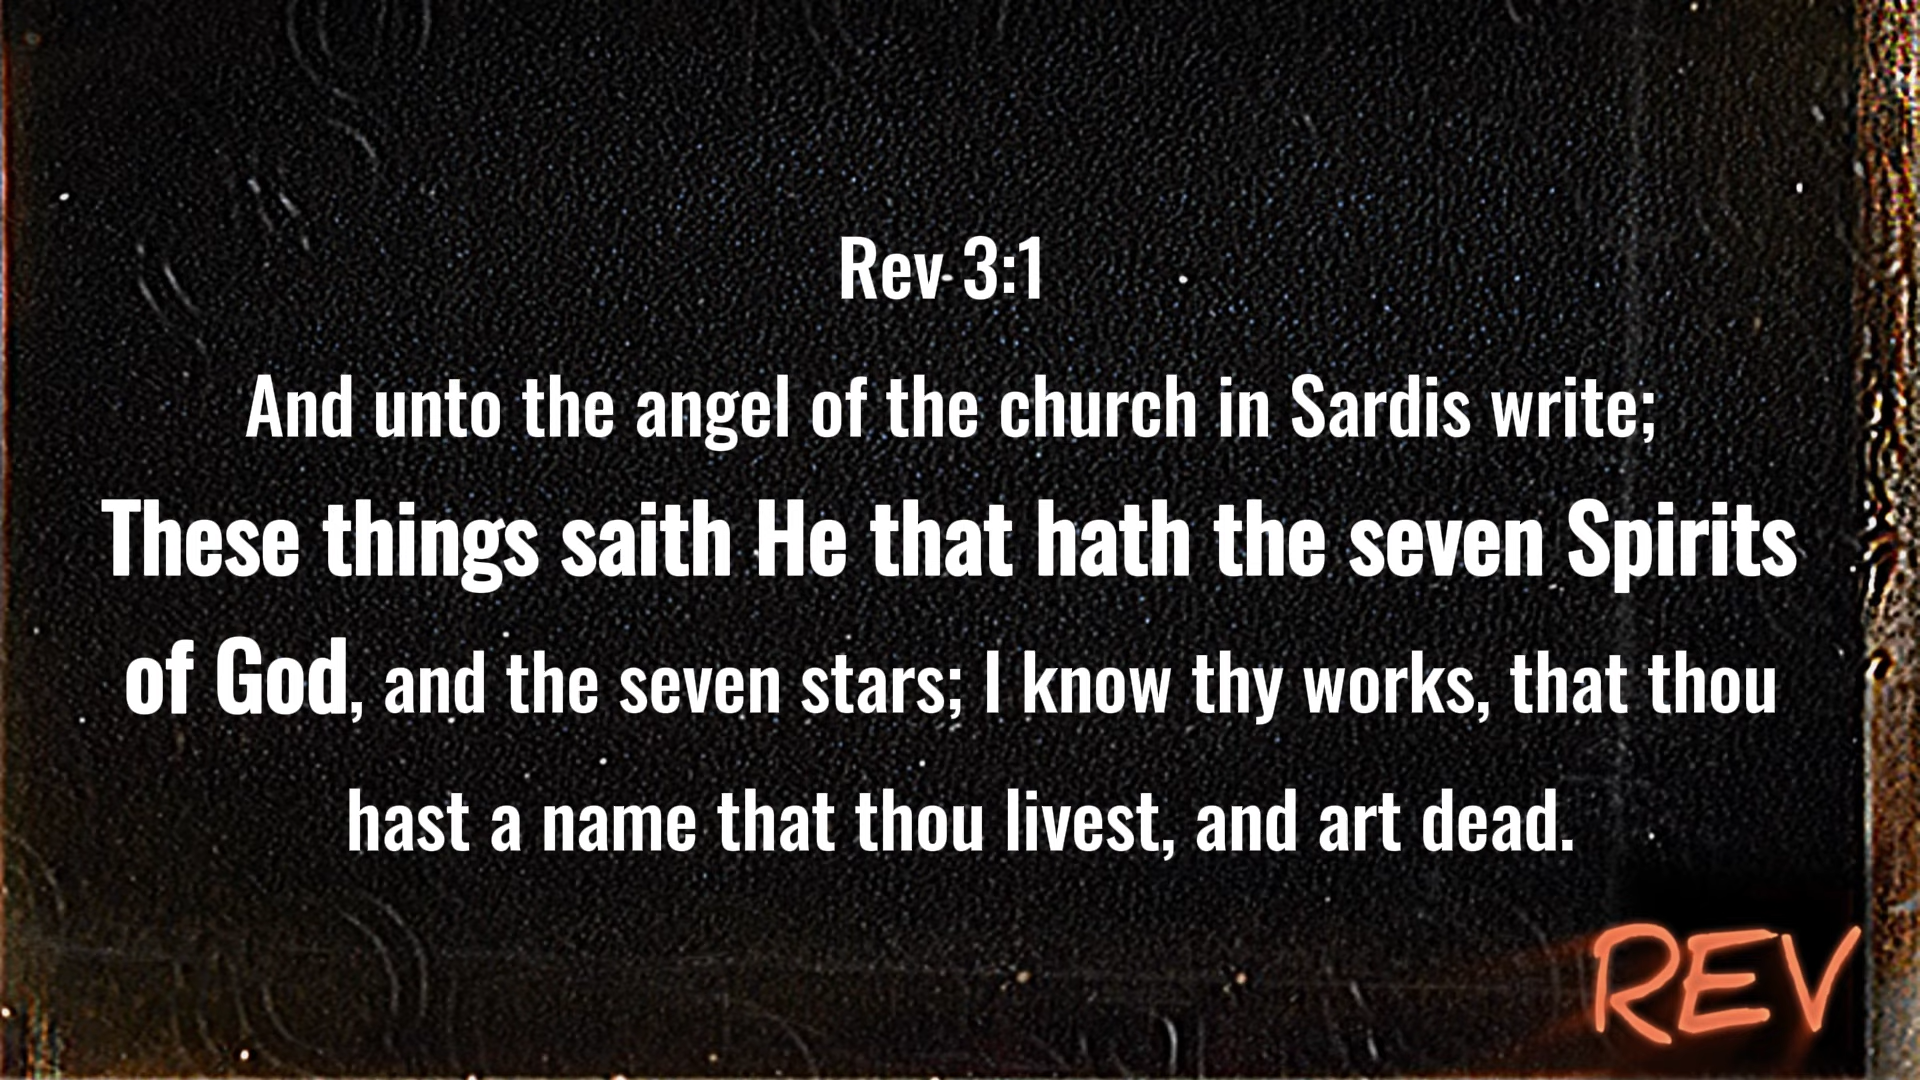 Rev 3:1
And unto the angel of the church in Sardis write;
These things saith He that hath the seven Spirits
of God, and the seven stars; I know thy works, that thou
hast a name that thou livest, and art dead.
REV